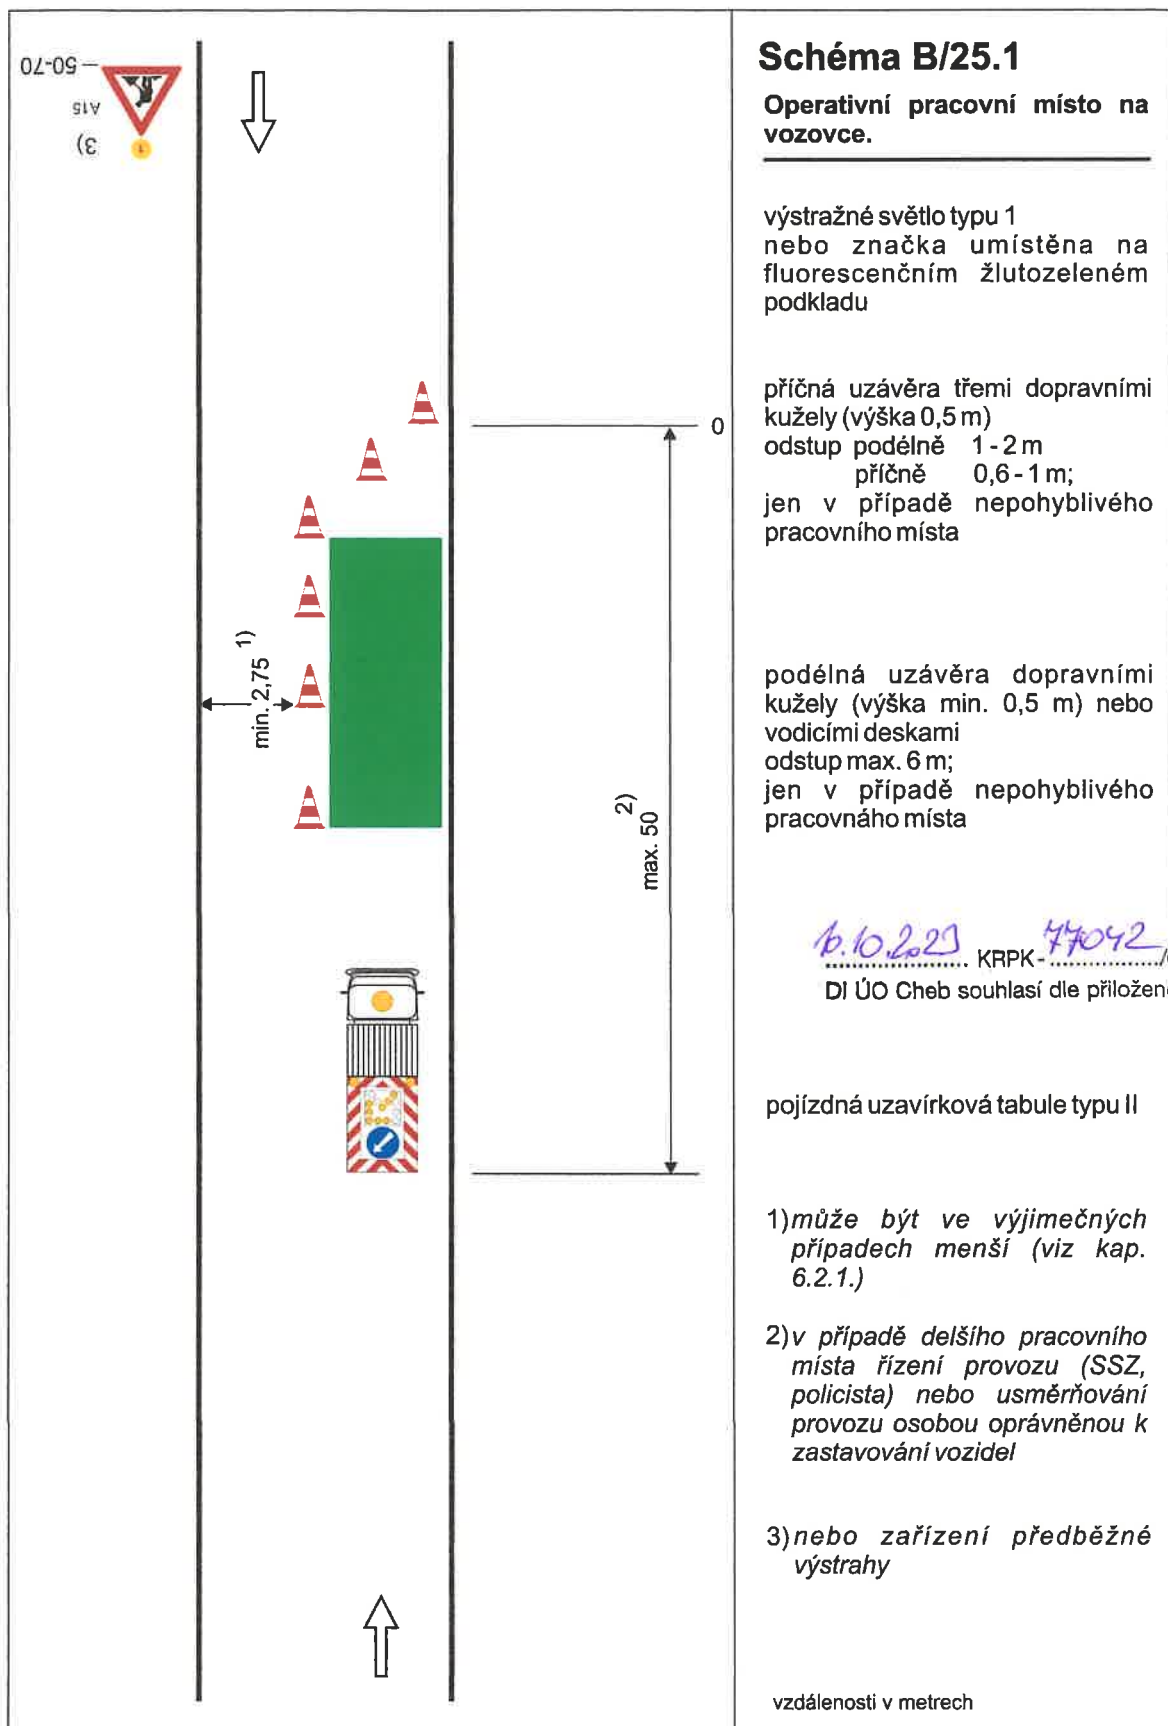 50-70
A15
3)
1
min. 2,75 1)
0
max. 50 2)
Schéma B/25.1
Operativní pracovní místo na
vozovce.
výstražné světlo typu 1
nebo značka umístěna na
fluorescenčním žlutozeleném
podkladu
příčná uzávěra třemi dopravními
kužely (výška 0,5 m)
odstup podélně 1 - 2 m
příčně 0,6 - 1 m;
jen v případě nepohyblivého
pracovního místa
podélná uzávěra dopravními
kužely (výška min. 0,5 m) nebo
vodicími deskami
odstup max. 6 m;
jen v případě nepohyblivého
pracovnáho místa
10.2023 KRPK-77042
DI ÚO Cheb souhlasí dle přiložen
pojízdná uzavírková tabule typu II
1) může být ve výjimečných
případech menší (viz kap.
6.2.1.)
2) v případě delšího pracovního
místa řízení provozu (SSZ,
policista) nebo usměrňování
provozu osobou oprávněnou k
zastavování vozidel
3) nebo zařízení předběžné
výstrahy
vzdálenosti v metrech